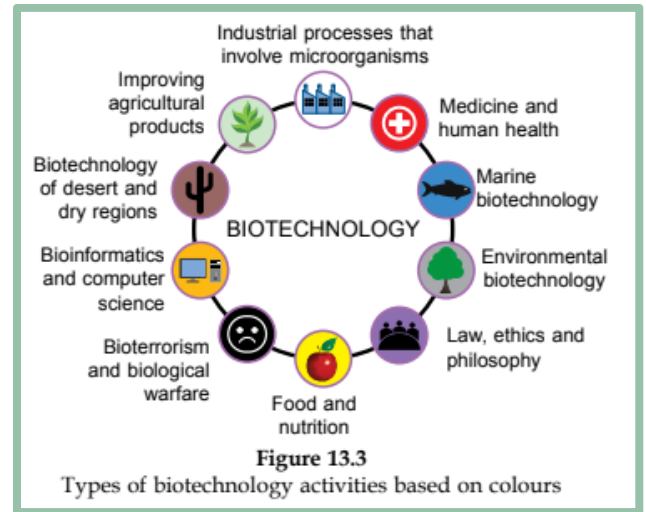 Industrial processes that
involve microorganisms
Improving
agricultural
products
Medicine and
human health
Biotechnology
of desert and
dry regions
Marine
biotechnology
BIOTECHNOLOGY
Bioinformatics
and computer
science
Environmental
biotechnology
Bioterrorism
and biological
warfare
Law, ethics and
philosophy
Food and
nutrition
Figure 13.3
Types of biotechnology activities based on colours